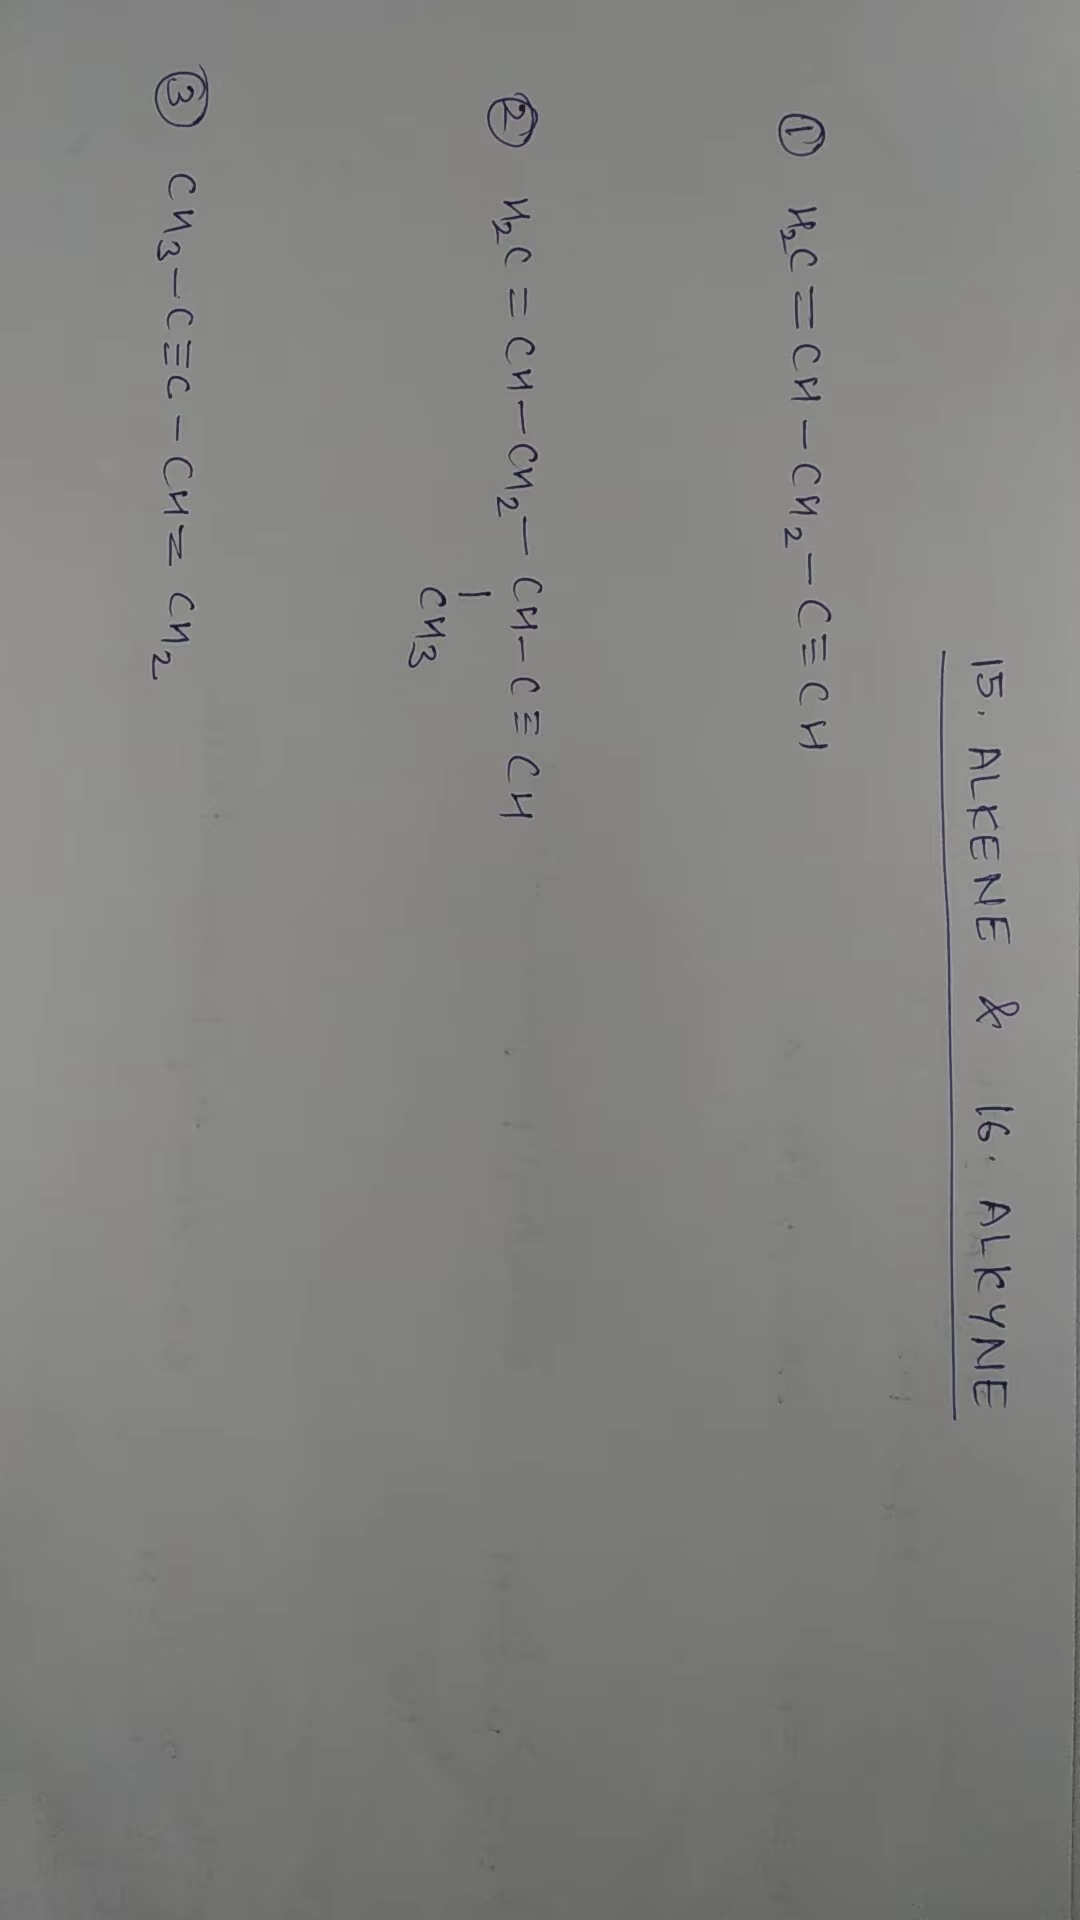 15. ALKENE & 16. ALKYNE
① H₂C=CH-CH₂-C≡CH
② H₂C=CH-CH₂-CH-C≡CH
|
CH₃
③ CH₃-C≡C-CH=CH₂